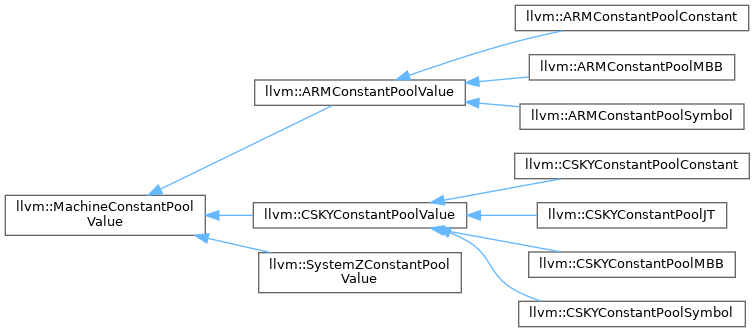 llvm::ARMConstantPoolConstant
llvm::ARMConstantPoolMBB
llvm::ARMConstantPoolValue
llvm::ARMConstantPoolSymbol
llvm::CSKYConstantPoolConstant
llvm::MachineConstantPool
Value
llvm::CSKYConstantPoolValue
llvm::CSKYConstantPoolJT
llvm::SystemZConstantPool
Value
llvm::CSKYConstantPoolMBB
llvm::CSKYConstantPoolSymbol